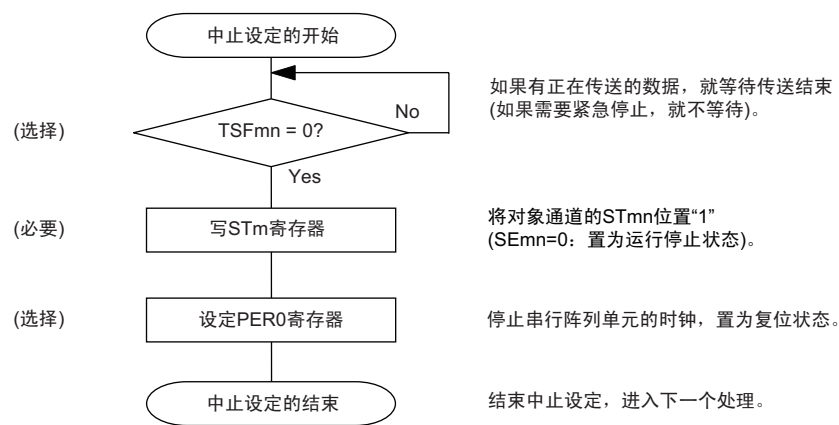 中止设定的开始
如果有正在传送的数据，就等待传送结束
(如果需要紧急停止，就不等待)。
No
(选择)
TSFmn = 0?
Yes
(必要)
写STm寄存器
将对象通道的STmn位置“1”
(SEmn=0：置为运行停止状态)。
(选择)
设定PER0寄存器
停止串行阵列单元的时钟，置为复位状态。
中止设定的结束
结束中止设定，进入下一个处理。